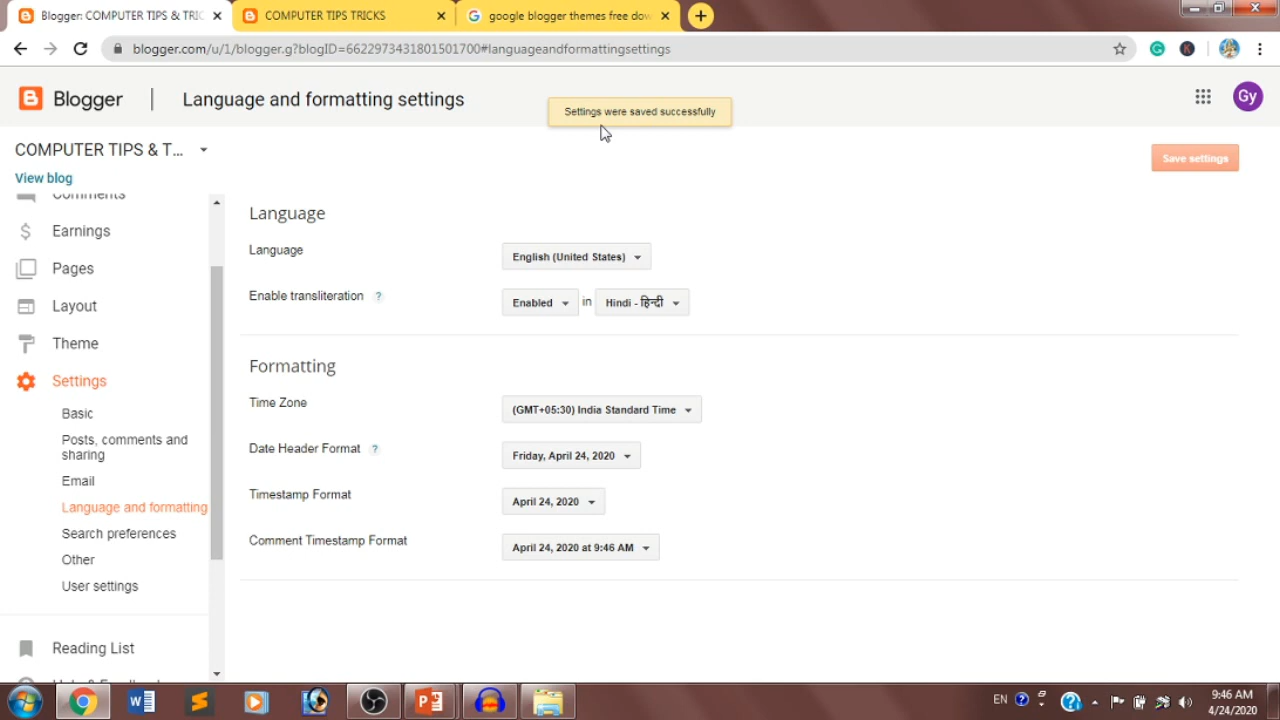 Blogger: COMPUTER TIPS & TRIC
COMPUTER TIPS TRICKS
google blogger themes free dow
blogger.com/u/1/blogger.g?blogID=6622973431801501700#languageandformattingsettings
Blogger
Language and formatting settings
Settings were saved successfully
Gy
COMPUTER TIPS & T...
Save settings
View blog
Comments
Earnings
Pages
Layout
Theme
Settings
Basic
Posts, comments and
sharing
Email
Language and formatting
Search preferences
Other
User settings
Reading List
Language
Language
English (United States)
Enable transliteration ?
Enabled in Hindi - हिन्दी
Formatting
Time Zone
(GMT+05:30) India Standard Time
Date Header Format ?
Friday, April 24, 2020
Timestamp Format
April 24, 2020
Comment Timestamp Format
April 24, 2020 at 9:46 AM
EN
9:46 AM
4/24/2020